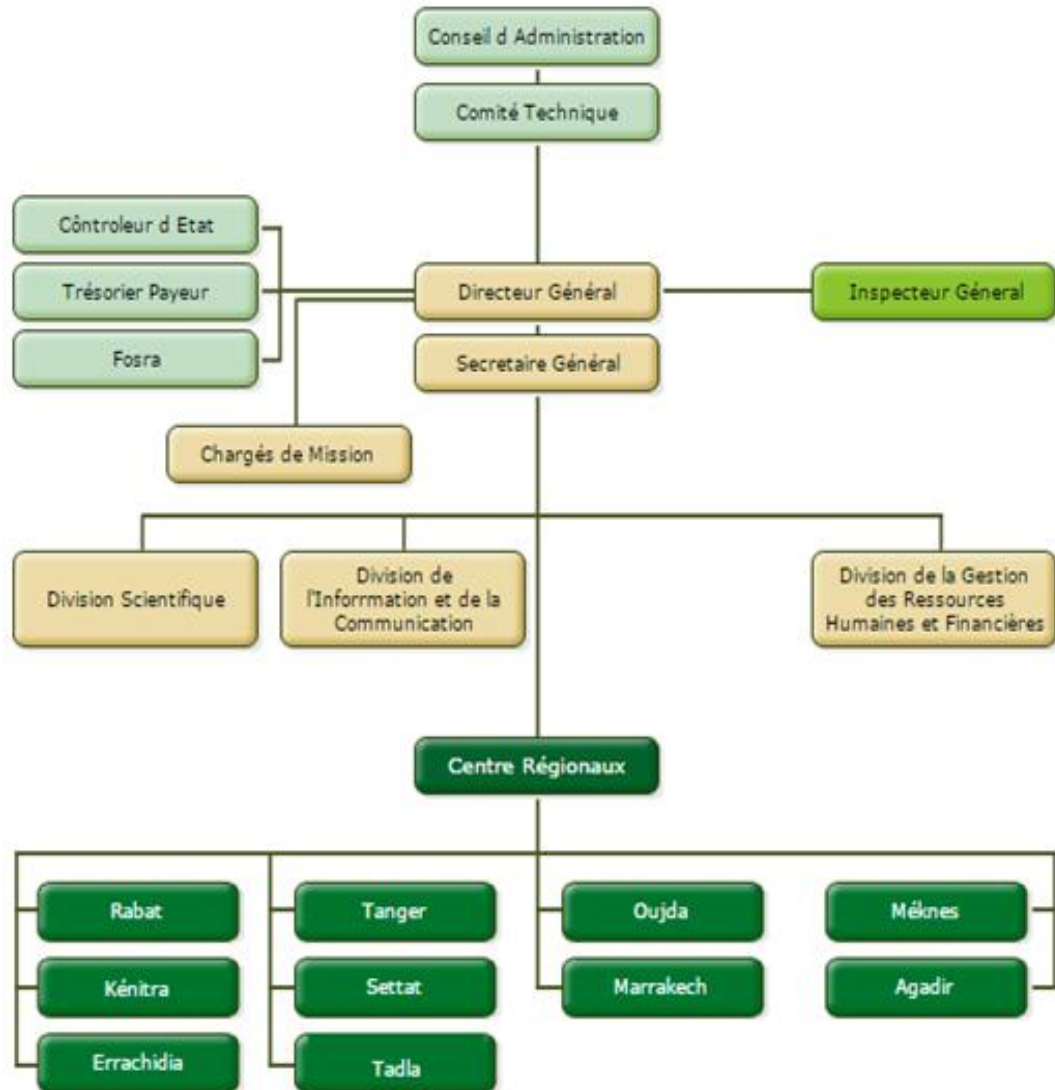 Conseil d Administration
Comité Technique
Côntroleur d Etat
Trésorier Payeur
Directeur Général
Inspecteur Géneral
Fosra
Secretaire Général
Chargés de Mission
Division Scientifique
Division de
l'Inforrmation et de la
Communication
Division de la Gestion
des Ressources
Humaines et Financières
Centre Régionaux
Rabat
Tanger
Oujda
Méknes
Kénitra
Settat
Marrakech
Agadir
Errachidia
Tadla